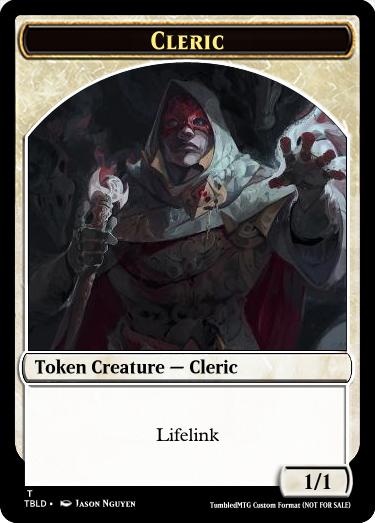 Cleric
Token Creature — Cleric
Lifelink
1/1
T
TBLD • Jason Nguyen
TumbledMTG Custom Format (NOT FOR SALE)